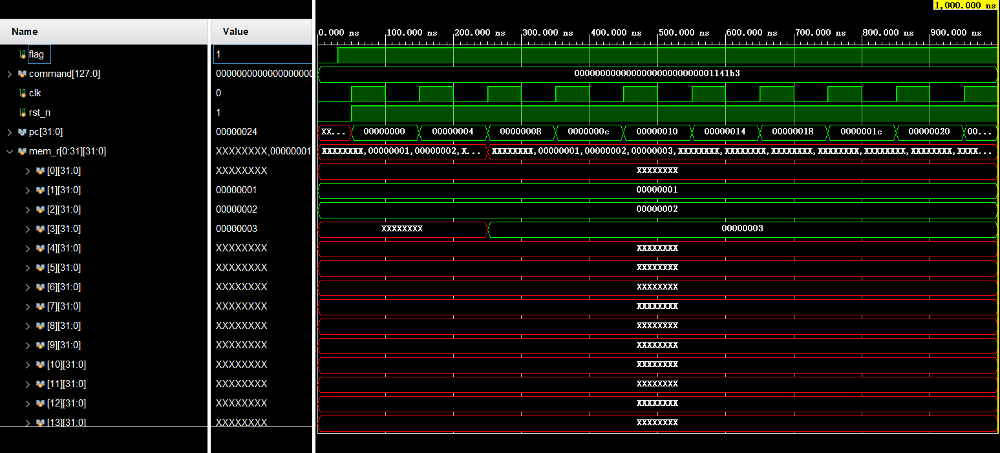 1,000.000 ns
Name Value 0.000 ns 100.000 ns 200.000 ns 300.000 ns 400.000 ns 500.000 ns 600.000 ns 700.000 ns 800.000 ns 900.000 ns
flag 1
command[127:0] 0000000000000000000 000000000000000000000000001141b3
clk 0
rst_n 1
pc[31:0] 00000024 XX... 00000000 00000004 00000008 0000000c 00000010 00000014 00000018 0000001c 00000020 00...
mem_r[0:31][31:0] XXXXXXXX,00000001 XXXXXXXX,00000001,00000002,X... XXXXXXXX,00000001,00000002,00000003,XXXXXXXX,XXXXXXXX,XXXXXXXX,XXXXXXXX,XXXXXXXX,XXXXXXXX,XXXX...
[0][31:0] XXXXXXXX XXXXXXXX
[1][31:0] 00000001 00000001
[2][31:0] 00000002 00000002
[3][31:0] 00000003 XXXXXXXX 00000003
[4][31:0] XXXXXXXX XXXXXXXX
[5][31:0] XXXXXXXX XXXXXXXX
[6][31:0] XXXXXXXX XXXXXXXX
[7][31:0] XXXXXXXX XXXXXXXX
[8][31:0] XXXXXXXX XXXXXXXX
[9][31:0] XXXXXXXX XXXXXXXX
[10][31:0] XXXXXXXX XXXXXXXX
[11][31:0] XXXXXXXX XXXXXXXX
[12][31:0] XXXXXXXX XXXXXXXX
[13][31:0] XXXXXXXX XXXXXXXX